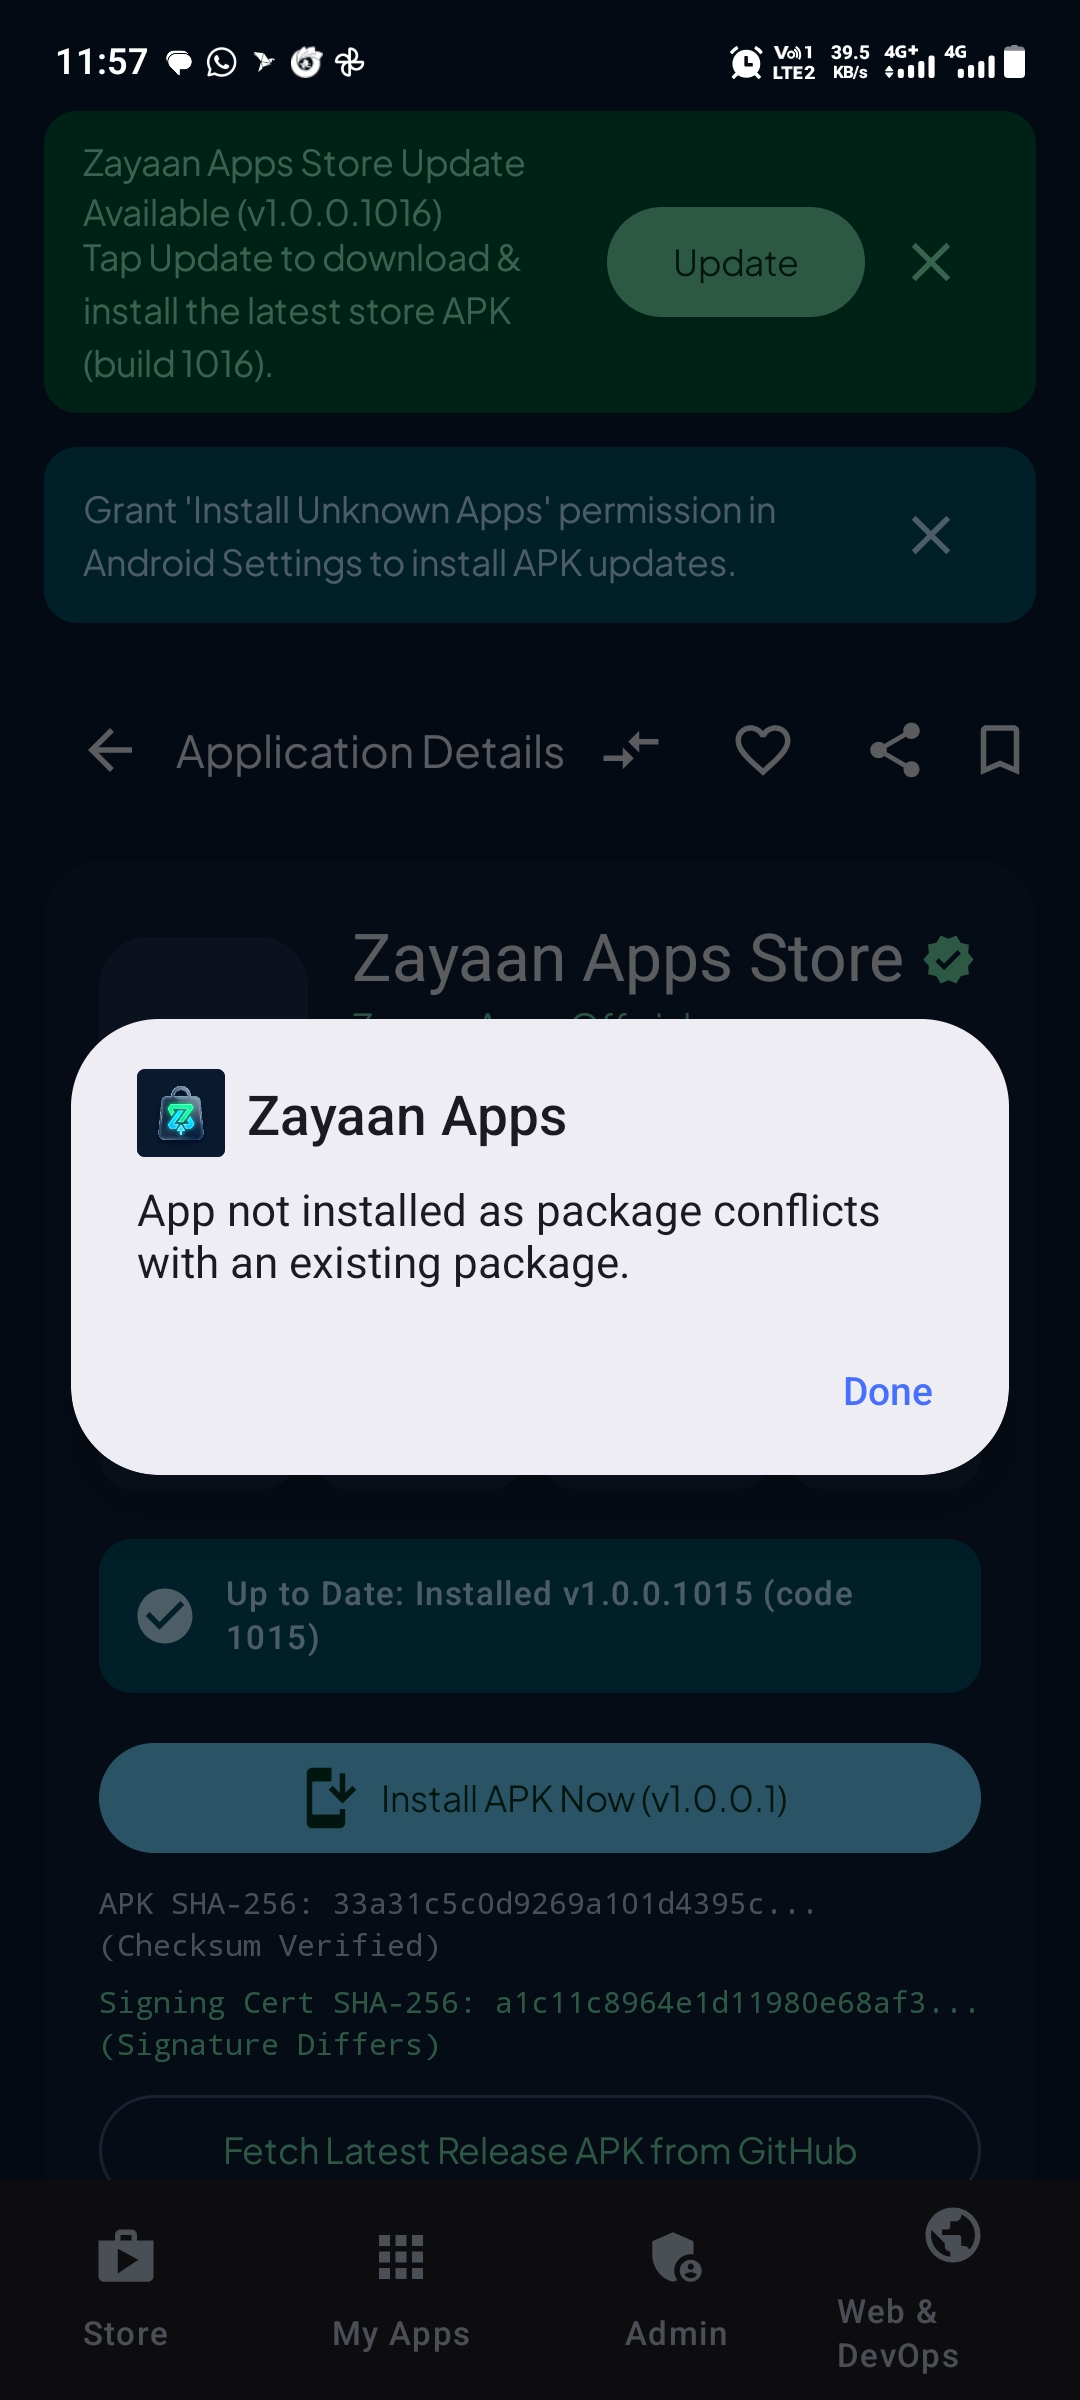 11:57
Vo 1
LTE2
39.5
KB/s
4G+
4G
Zayaan Apps Store Update
Available (v1.0.0.1016)
Tap Update to download &
install the latest store APK
(build 1016).
Update
Grant 'Install Unknown Apps' permission in
Android Settings to install APK updates.
Application Details
Zayaan Apps Store
Zayaan Apps
App not installed as package conflicts
with an existing package.
Done
Up to Date: Installed v1.0.0.1015 (code
1015)
Install APK Now (v1.0.0.1)
APK SHA-256: 33a31c5c0d9269a101d4395c...
(Checksum Verified)
Signing Cert SHA-256: a1c11c8964e1d11980e68af3...
(Signature Differs)
Fetch Latest Release APK from GitHub
Store
My Apps
Admin
Web &
DevOps